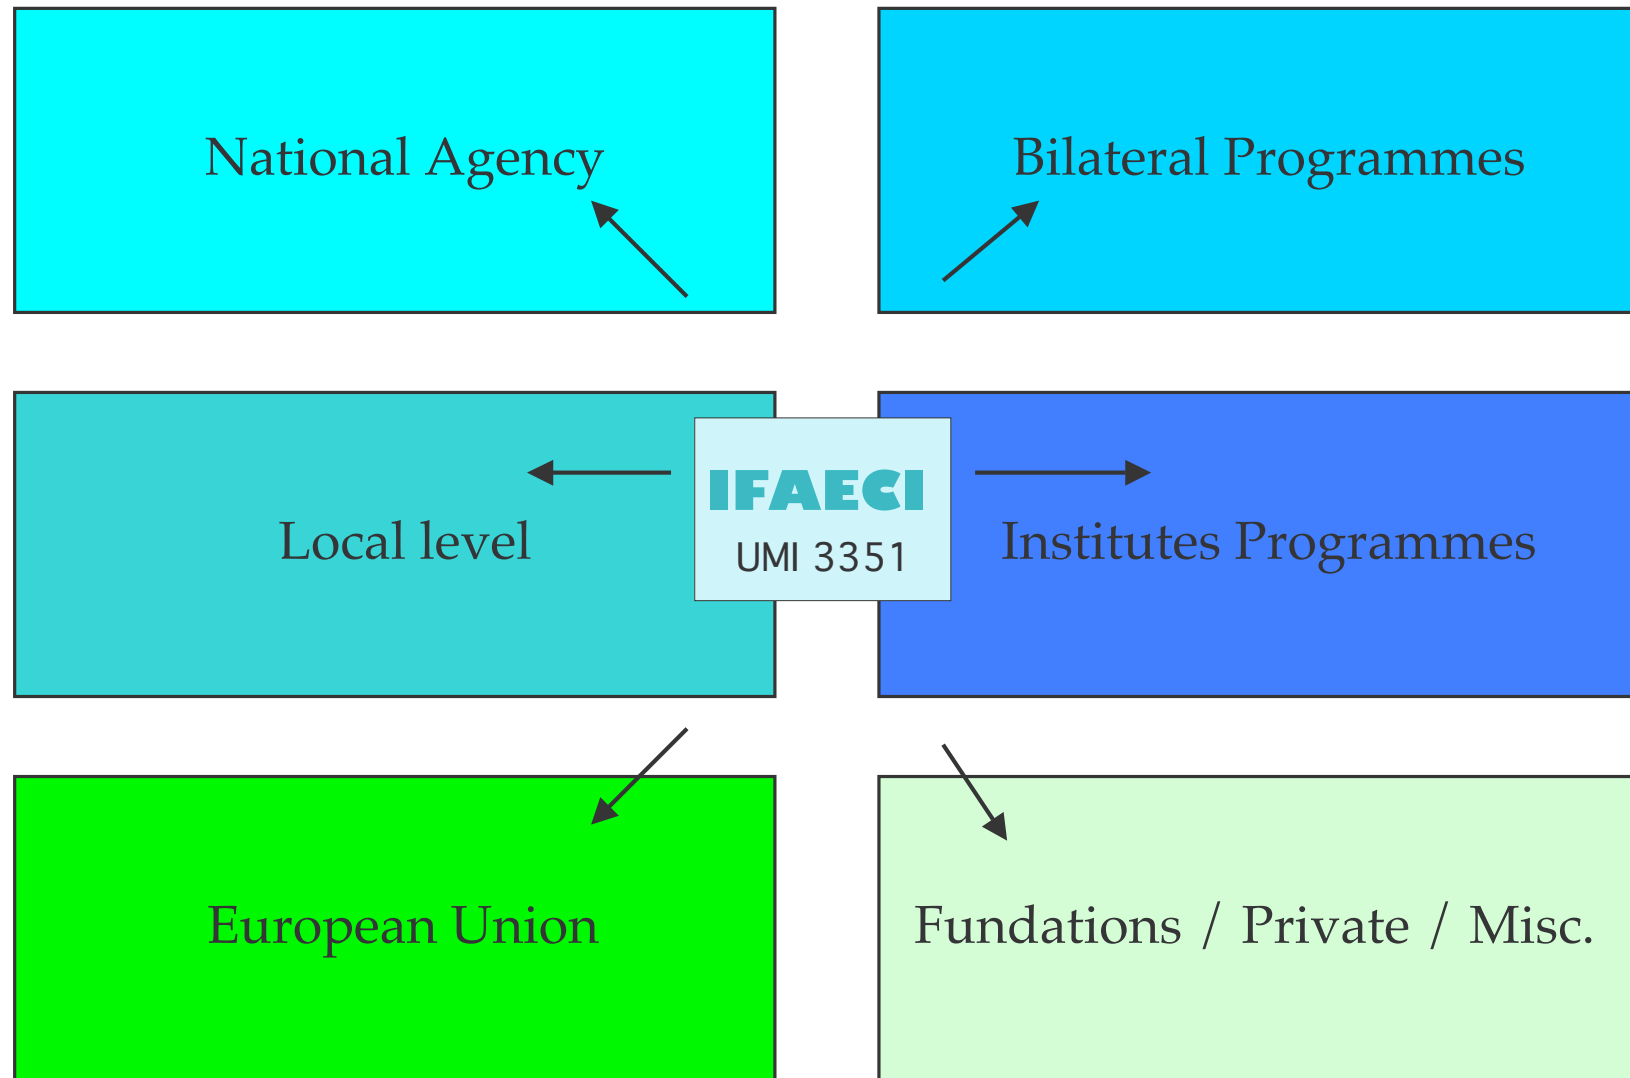 National Agency
Bilateral Programmes
Local level
IFAECI
UMI 3351
Institutes Programmes
European Union
Fundations / Private / Misc.